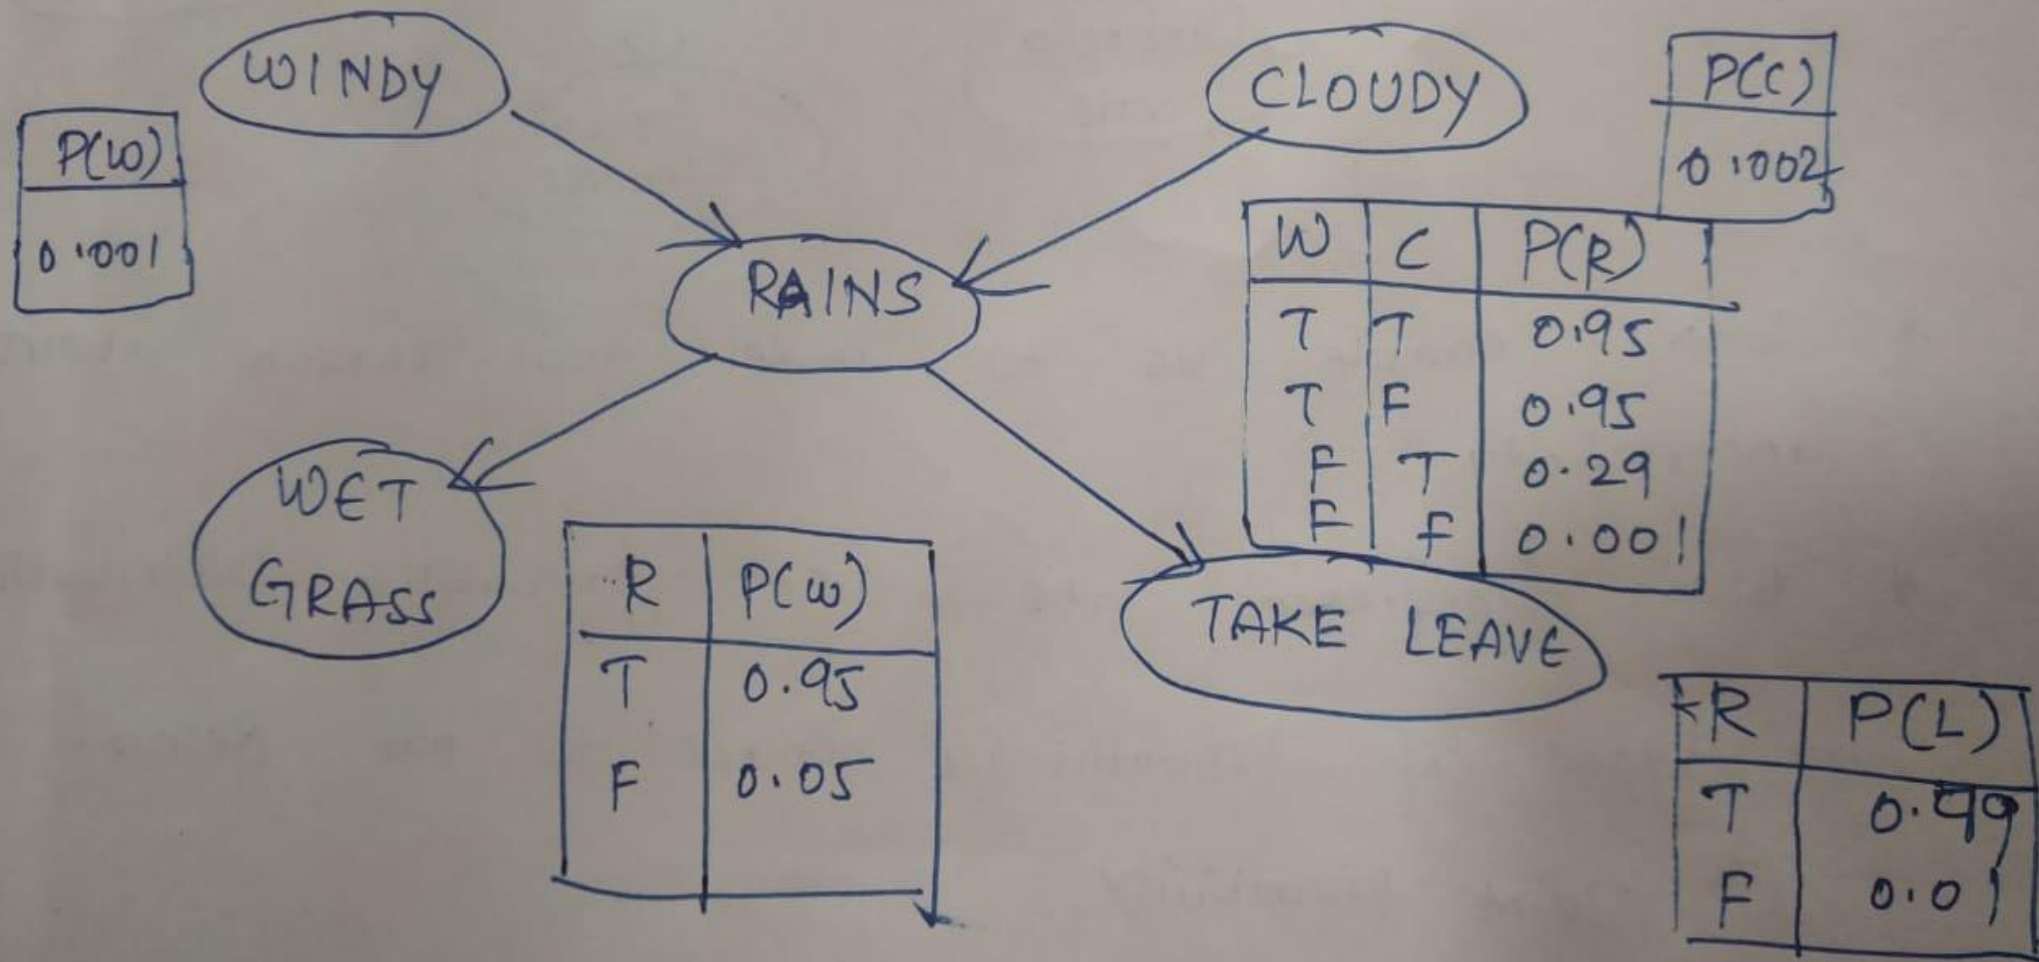 WINDY
CLOUDY
P(C)
0.002
P(W)
0.001
RAINS
W C P(R)
T T 0.95
T F 0.95
F T 0.29
F F 0.001
WET
GRASS
R P(W)
T 0.95
F 0.05
TAKE LEAVE
R P(L)
T 0.99
F 0.01